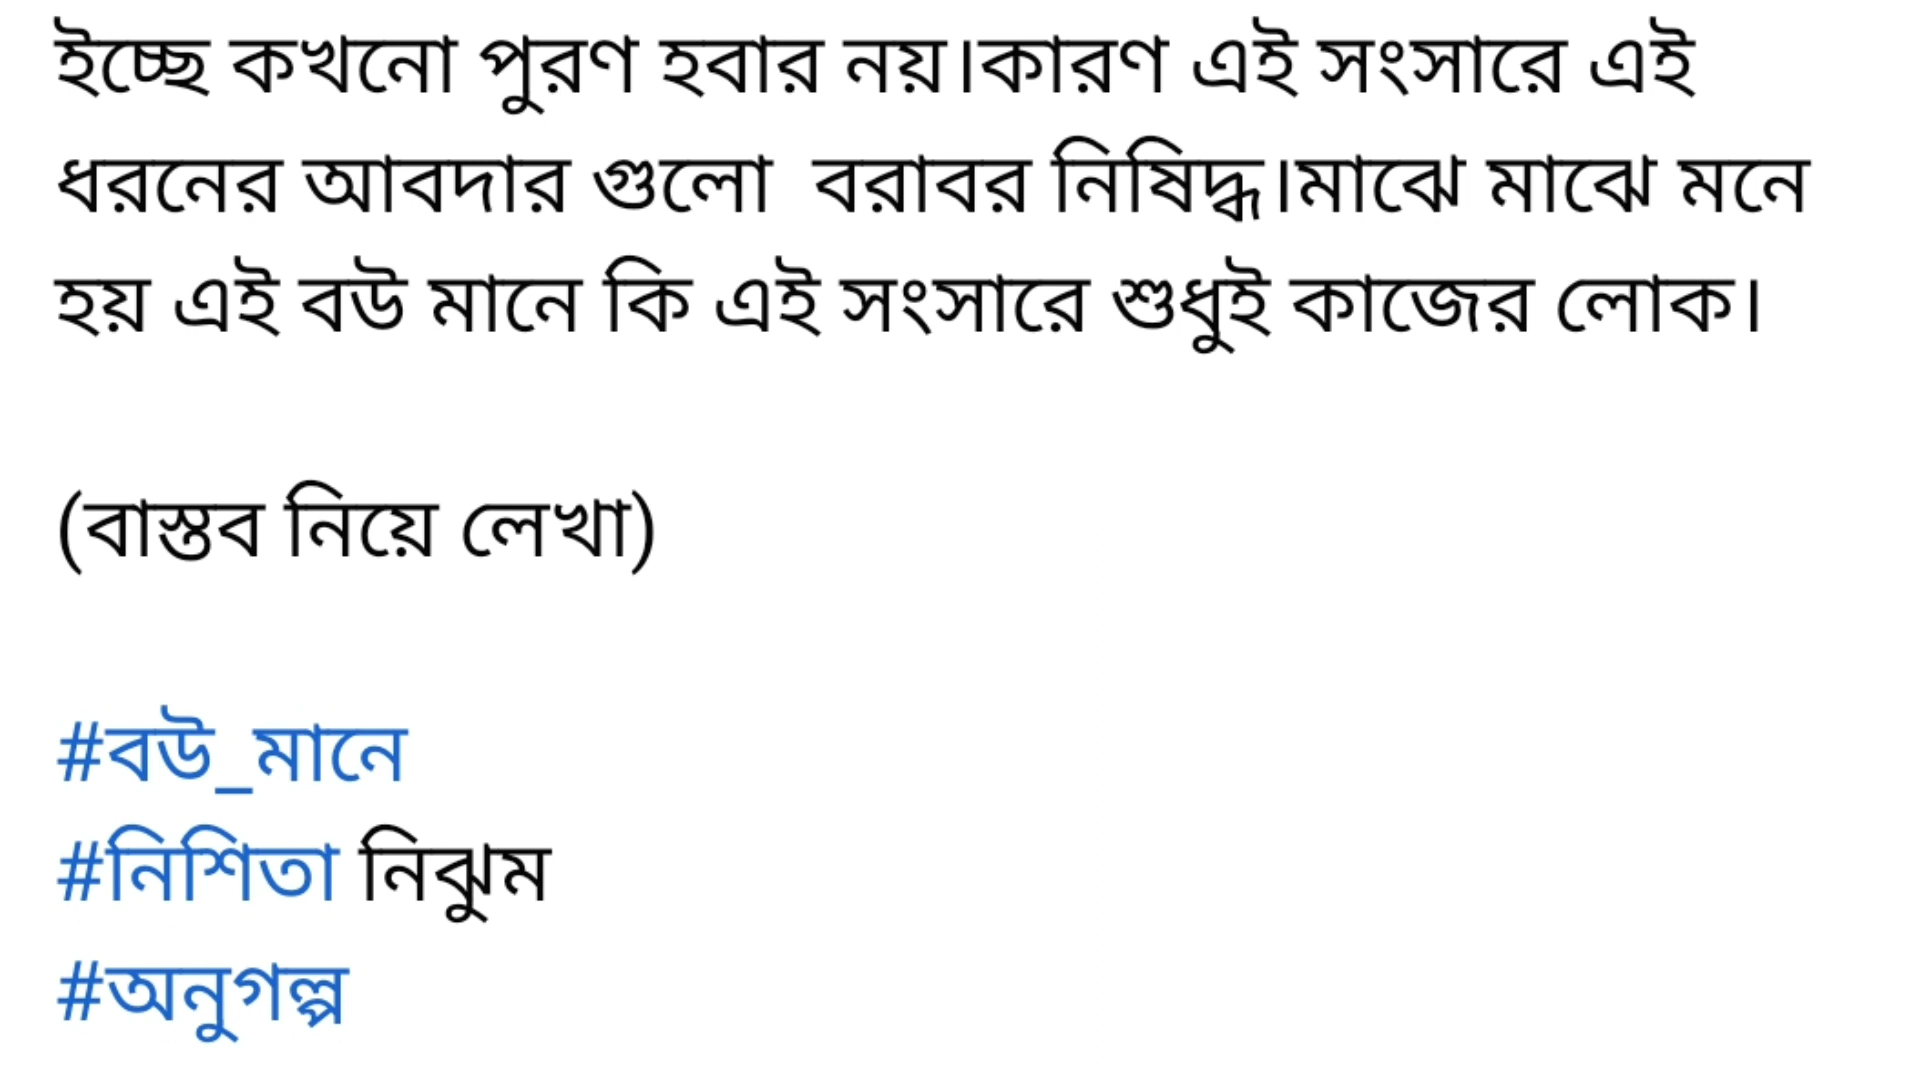 ইচ্ছে কখনো পুরণ হবার নয়।কারণ এই সংসারে এই
ধরনের আবদার গুলো  বরাবর নিষিদ্ধ।মাঝে মাঝে মনে
হয় এই বউ মানে কি এই সংসারে শুধুই কাজের লোক।
(বাস্তব নিয়ে লেখা)
#বউ_মানে
#নিশিতা নিঝুম
#অনুগল্প